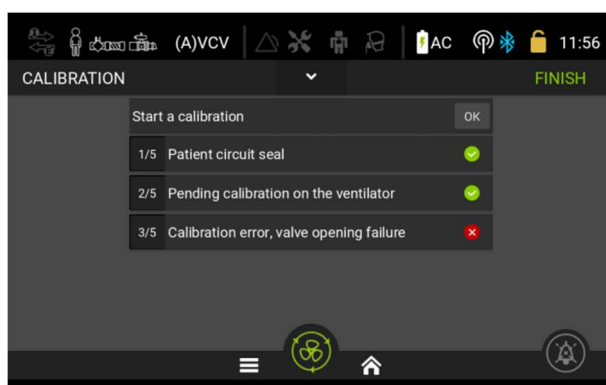 (A)VCV AC 11:56
CALIBRATION FINISH
Start a calibration OK
1/5 Patient circuit seal
2/5 Pending calibration on the ventilator
3/5 Calibration error, valve opening failure